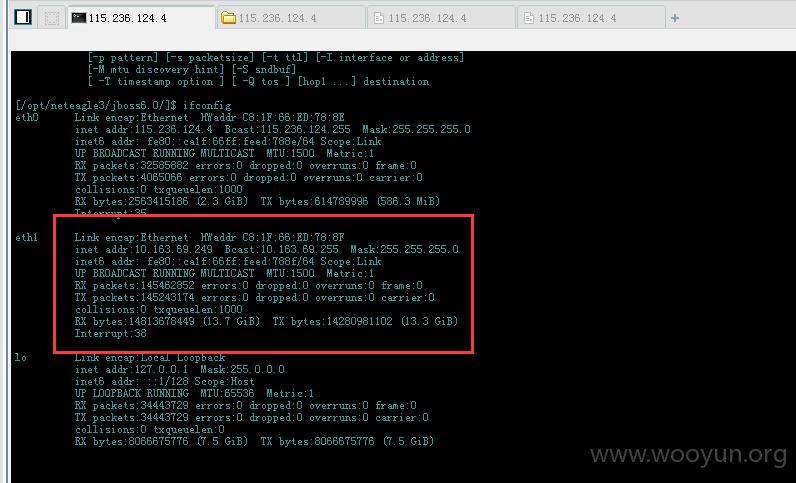 115.236.124.4 115.236.124.4 115.236.124.4 115.236.124.4 +
[-p pattern] [-s packetsize] [-t ttl] [-I interface or address]
[-M mtu discovery hint] [-S sndbuf]
[ -T timestamp option ] [ -Q tos ] [hop1 ...] destination
[/opt/neteagle3/jboss6.0/]$ ifconfig
eth0 Link encap:Ethernet HWaddr C8:1F:66:ED:78:8E
inet addr:115.236.124.4 Bcast:115.236.124.255 Mask:255.255.255.0
inet6 addr: fe80::ca1f:66ff:feed:788e/64 Scope:Link
UP BROADCAST RUNNING MULTICAST MTU:1500 Metric:1
RX packets:32585882 errors:0 dropped:0 overruns:0 frame:0
TX packets:4065066 errors:0 dropped:0 overruns:0 carrier:0
collisions:0 txqueuelen:1000
RX bytes:2563415186 (2.3 GiB) TX bytes:614789996 (586.3 MiB)
Interrupt:35
eth1 Link encap:Ethernet HWaddr C8:1F:66:ED:78:8F
inet addr:10.163.69.249 Bcast:10.163.69.255 Mask:255.255.255.0
inet6 addr: fe80::ca1f:66ff:feed:788f/64 Scope:Link
UP BROADCAST RUNNING MULTICAST MTU:1500 Metric:1
RX packets:145462852 errors:0 dropped:0 overruns:0 frame:0
TX packets:145243174 errors:0 dropped:0 overruns:0 carrier:0
collisions:0 txqueuelen:1000
RX bytes:14813678449 (13.7 GiB) TX bytes:14280981102 (13.3 GiB)
Interrupt:38
lo Link encap:Local Loopback
inet addr:127.0.0.1 Mask:255.0.0.0
inet6 addr: ::1/128 Scope:Host
UP LOOPBACK RUNNING MTU:65536 Metric:1
RX packets:34443729 errors:0 dropped:0 overruns:0 frame:0
TX packets:34443729 errors:0 dropped:0 overruns:0 carrier:0
collisions:0 txqueuelen:0
RX bytes:8066675776 (7.5 GiB) TX bytes:8066675776 (7.5 GiB)
www.wooyun.org